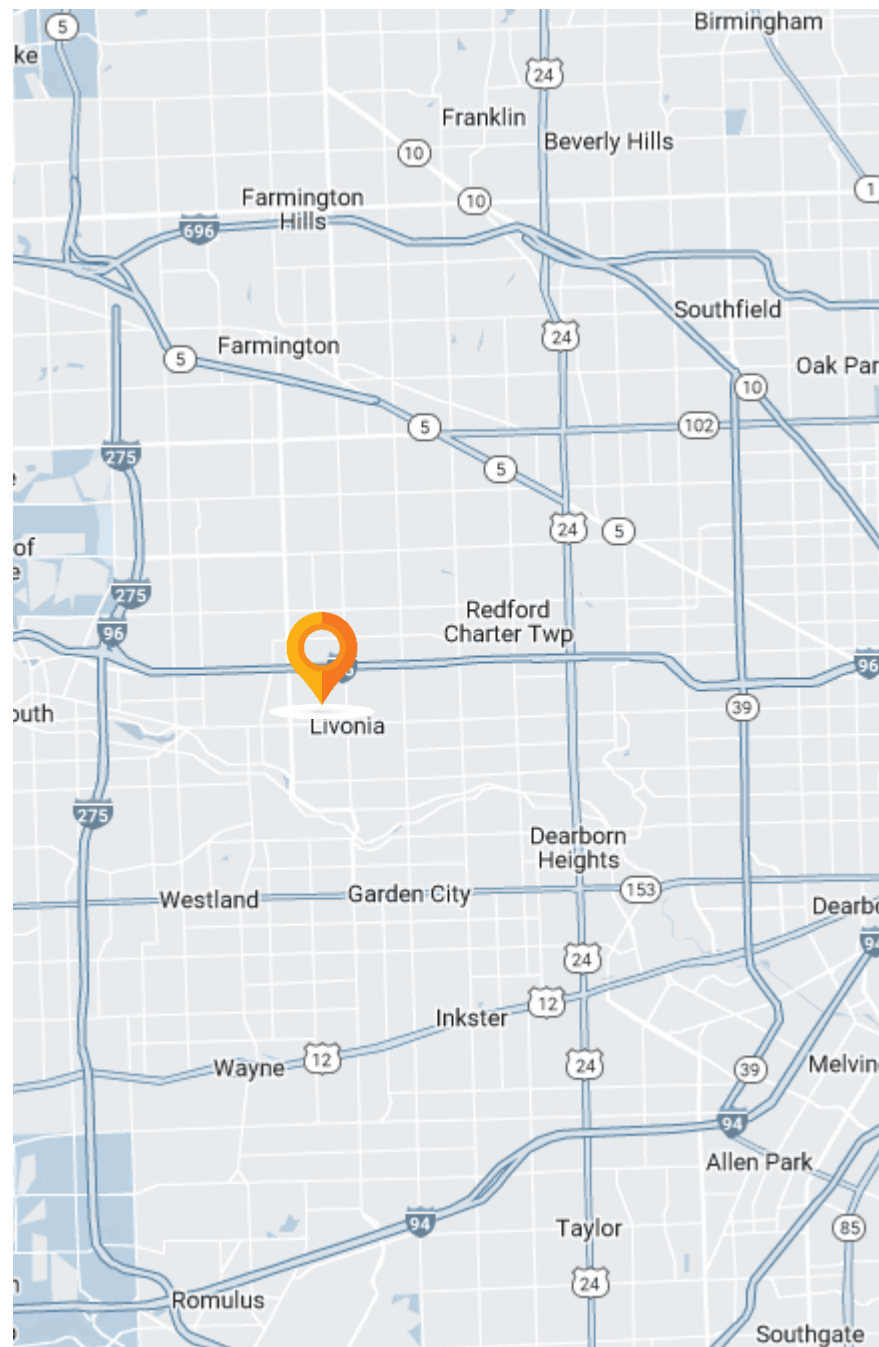 5
Birmingham
ke
24
Franklin
10
Beverly Hills
1
10
Farmington
Hills
696
Southfield
24
Farmington
5
Oak Par
10
5
102
275
5
24
5
of
e
275
Redford
Charter Twp
96
96
39
outh
Livonia
275
Dearborn
Heights
153
Garden City
Westland
Dearbo
94
24
12
Inkster
12
Wayne
24
39
Melvin
94
Allen Park
94
Taylor
85
24
Romulus
Southgate